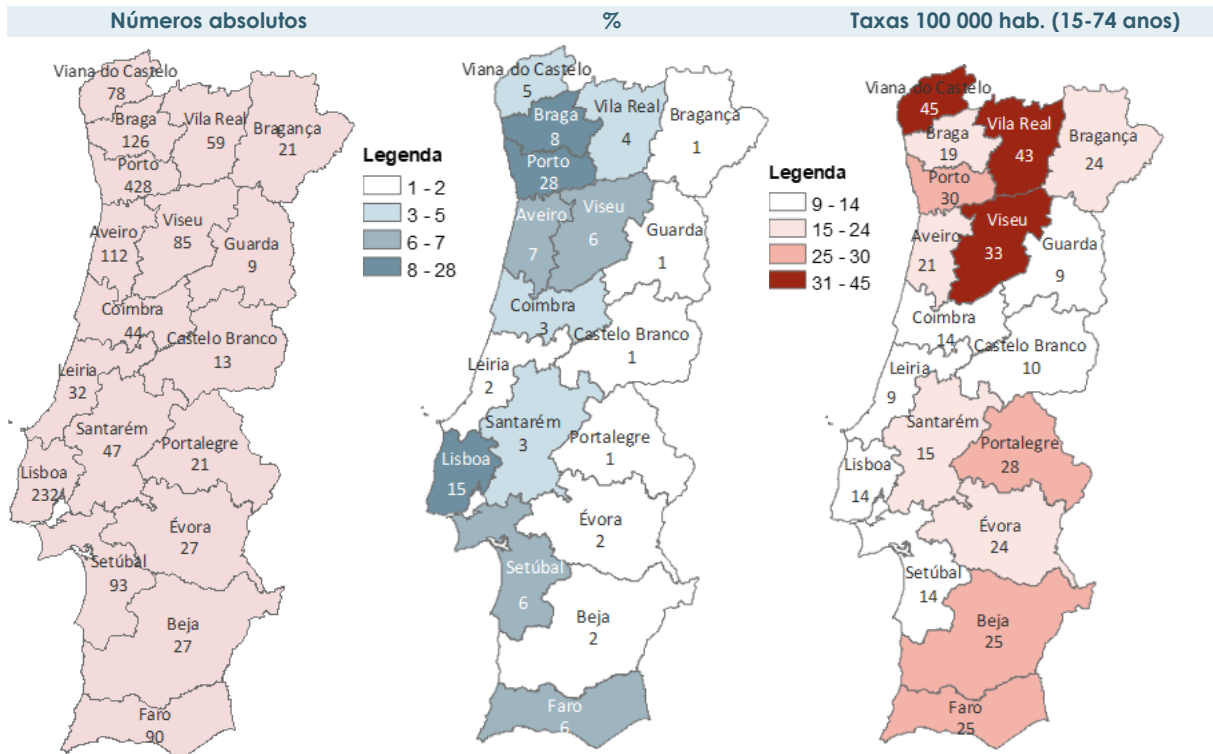 Números absolutos
%
Taxas 100 000 hab. (15-74 anos)
Viana do Castelo
78
Braga
126
Vila Real
59
Bragança
21
Porto
428
Aveiro
112
Viseu
85
Guarda
9
Coimbra
44
Castelo Branco
13
Leiria
32
Santarém
47
Portalegre
21
Lisboa
232
Évora
27
Setúbal
93
Beja
27
Faro
90
Legenda
1 - 2
3 - 5
6 - 7
8 - 28
Viana do Castelo
5
Braga
8
Vila Real
4
Bragança
1
Porto
28
Aveiro
7
Viseu
6
Guarda
1
Coimbra
3
Castelo Branco
1
Leiria
2
Santarém
3
Portalegre
1
Lisboa
15
Évora
2
Setúbal
6
Beja
2
Faro
6
Legenda
9 - 14
15 - 24
25 - 30
31 - 45
Viana do Castelo
45
Braga
19
Vila Real
43
Bragança
24
Porto
30
Aveiro
21
Viseu
33
Guarda
9
Coimbra
14
Castelo Branco
10
Leiria
9
Santarém
15
Portalegre
28
Lisboa
14
Évora
24
Setúbal
14
Beja
25
Faro
25